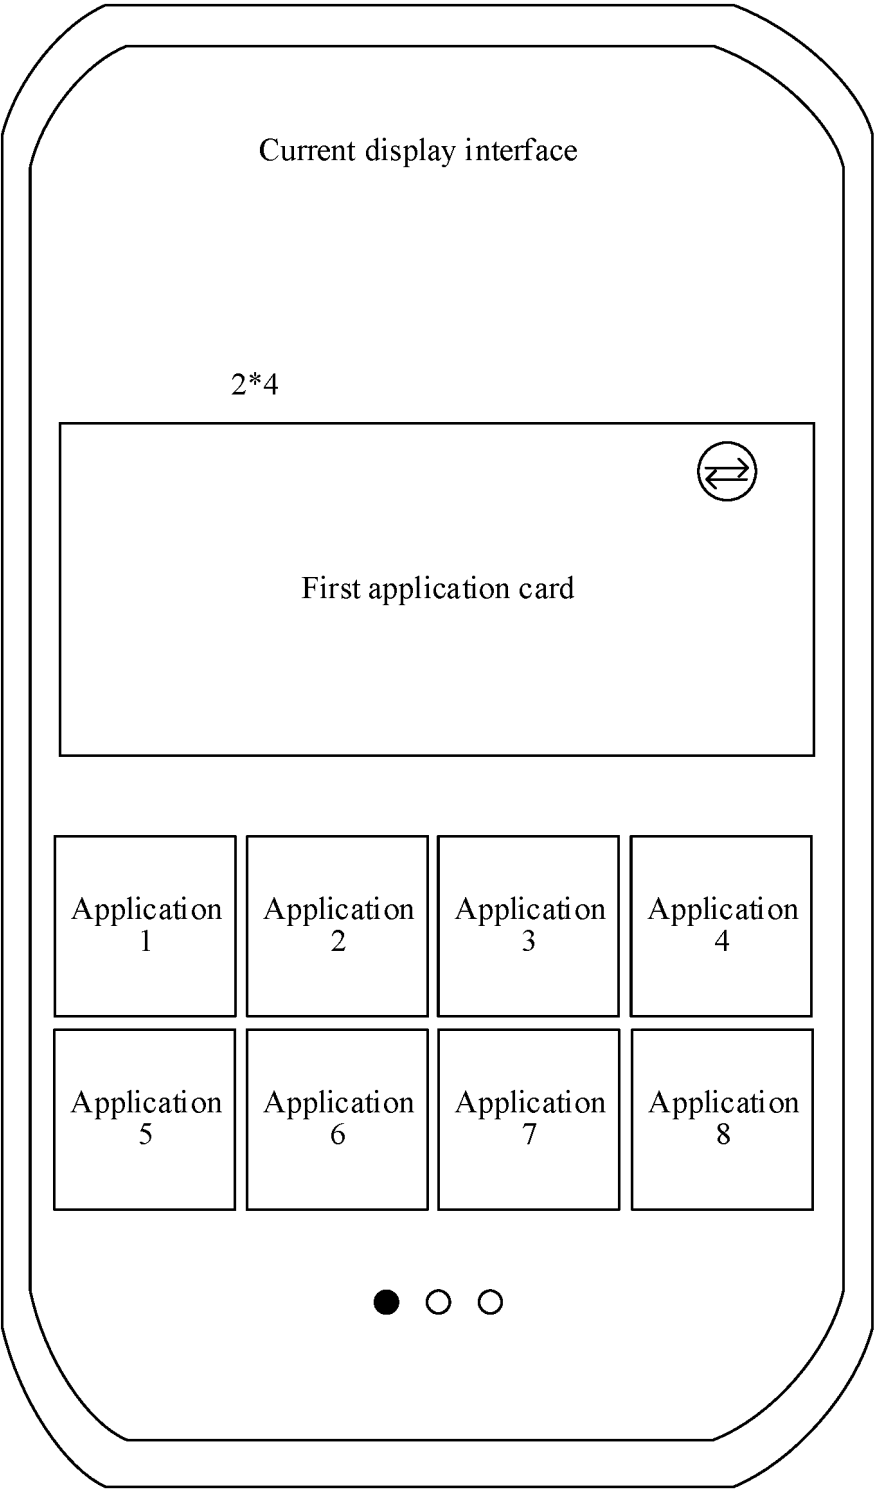 Current display interface
2*4
First application card
Application
1
Application
2
Application
3
Application
4
Application
5
Application
6
Application
7
Application
8